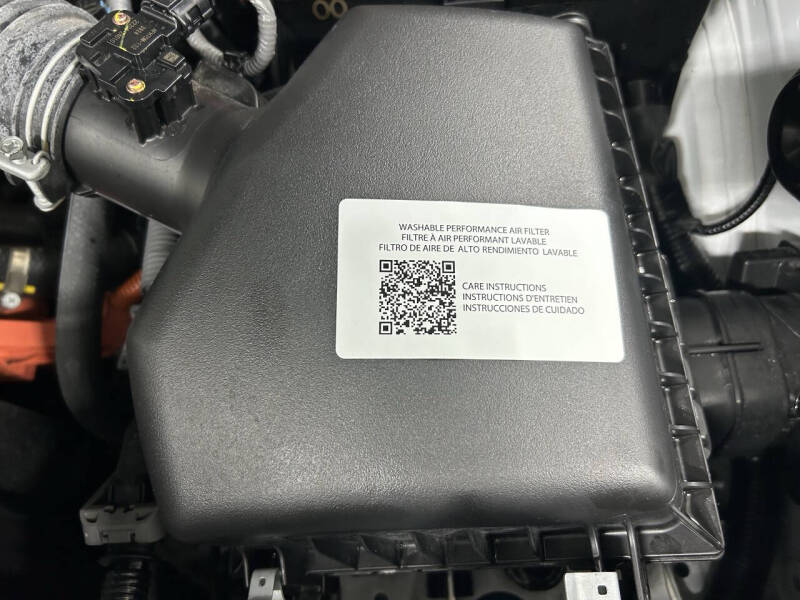 WASHABLE PERFORMANCE AIR FILTER
FILTRE À AIR PERFORMANT LAVABLE
FILTRO DE AIRE DE ALTO RENDIMIENTO LAVABLE
CARE INSTRUCTIONS
INSTRUCTIONS D'ENTRETIEN
INSTRUCCIONES DE CUIDADO